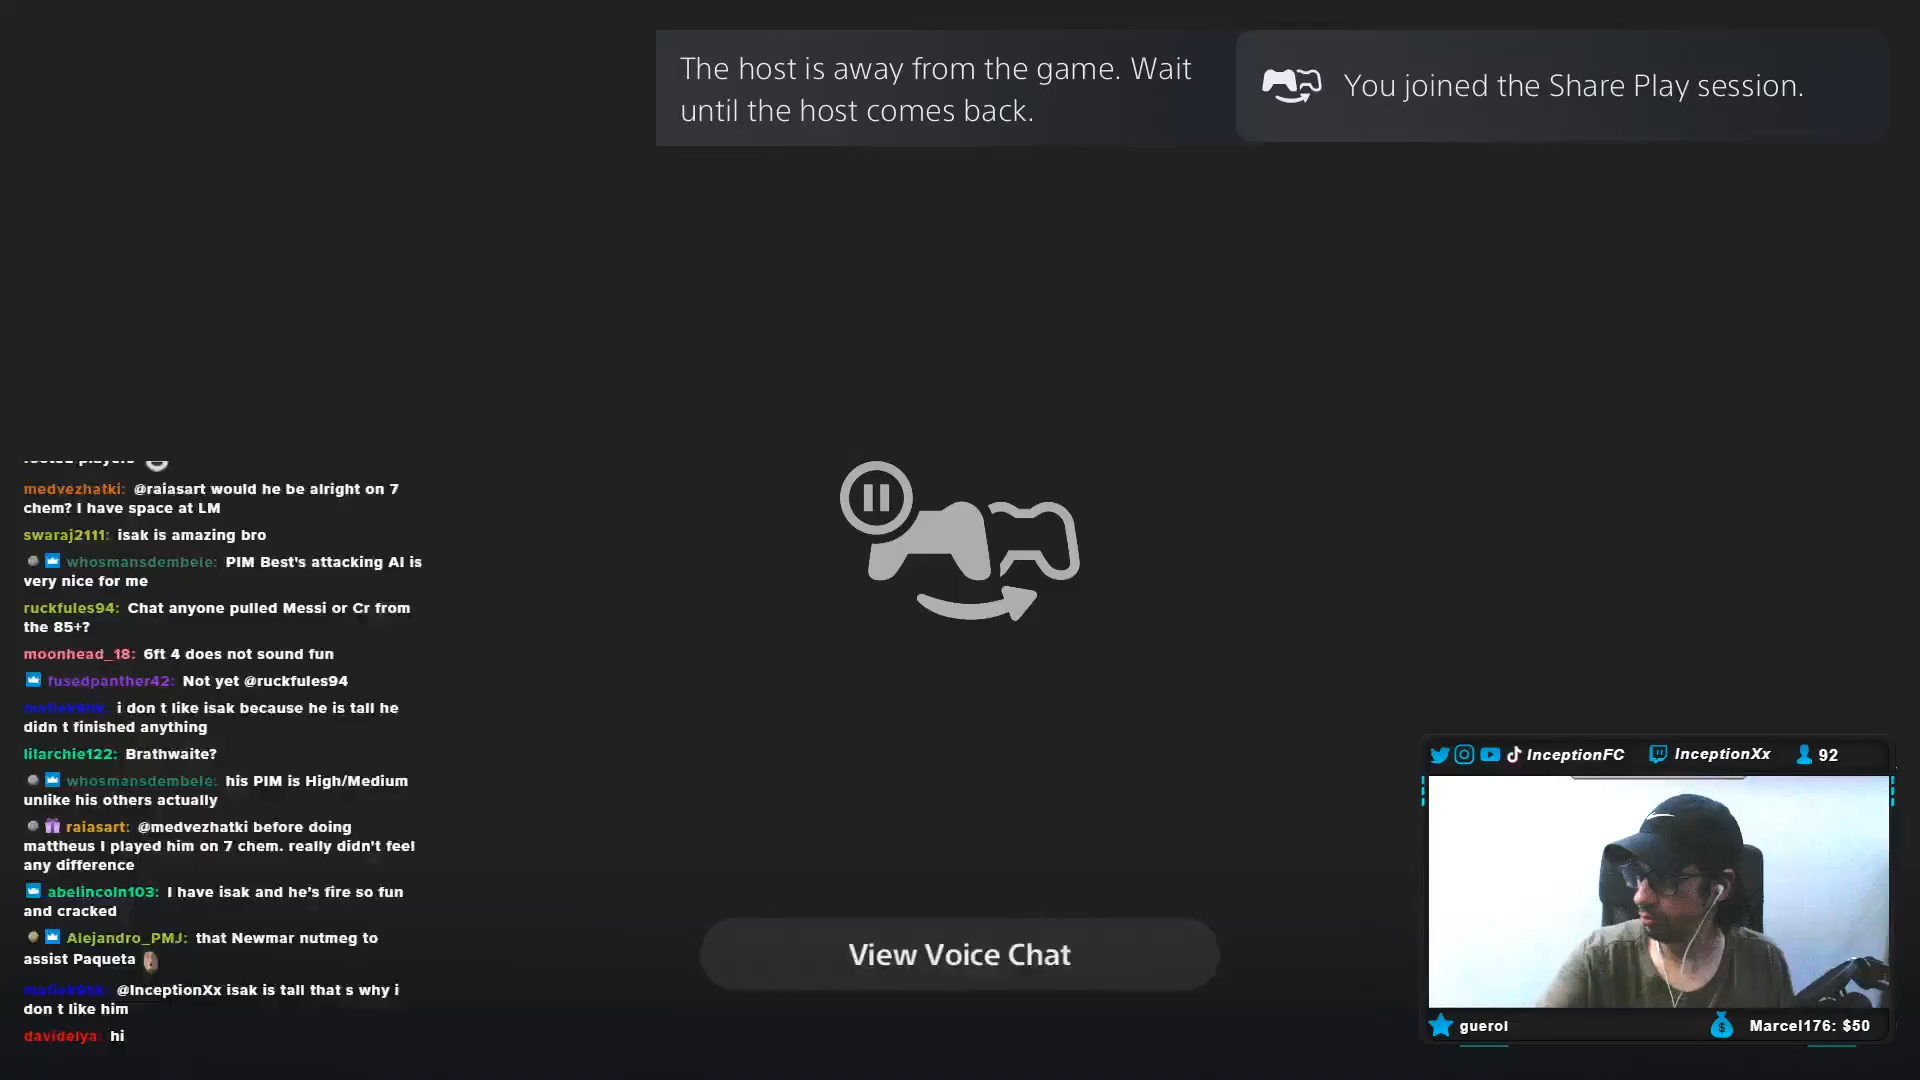 The host is away from the game. Wait
until the host comes back.
You joined the Share Play session.
medvezhatki: @raiasart would he be alright on 7
chem? I have space at LM
swaraj2111: isak is amazing bro
whosmansdembele: PIM Best's attacking AI is
very nice for me
ruckfules94: Chat anyone pulled Messi or Cr from
the 85+?
moonhead_18: 6ft 4 does not sound fun
fusedpanther42: Not yet @ruckfules94
i don t like isak because he is tall he
didn t finished anything
lilarchie122: Brathwaite?
whosmansdembele: his PIM is High/Medium
unlike his others actually
raiasart: @medvezhatki before doing
mattheus I played him on 7 chem. really didn't feel
any difference
abelincoln103: I have isak and he's fire so fun
and cracked
Alejandro_PMJ: that Newmar nutmeg to
assist Paqueta
@InceptionXx isak is tall that s why i
don t like him
davidelya: hi
View Voice Chat
InceptionFC InceptionXx 92
guerol Marcel176: $50